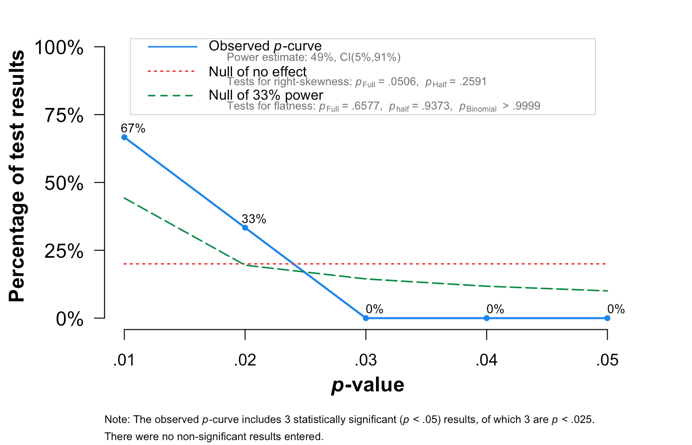 Observed p-curve
Power estimate: 49%, CI(5%,91%)
Null of no effect
Tests for right-skewness: pFull = .0506, pHalf = .2591
Null of 33% power
Tests for flatness: pFull = .6577, phalf = .9373, pBinomial > .9999
Percentage of test results
100%
75%
50%
25%
0%
67%
33%
0%
0%
0%
.01
.02
.03
.04
.05
p-value
Note: The observed p-curve includes 3 statistically significant (p < .05) results, of which 3 are p < .025.
There were no non-significant results entered.